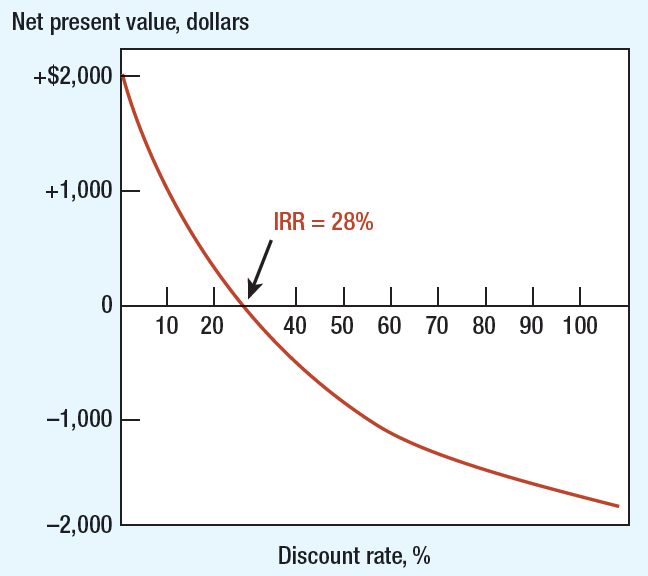 Net present value, dollars
+$2,000
+1,000
IRR = 28%
0
10 20 40 50 60 70 80 90 100
–1,000
–2,000
Discount rate, %